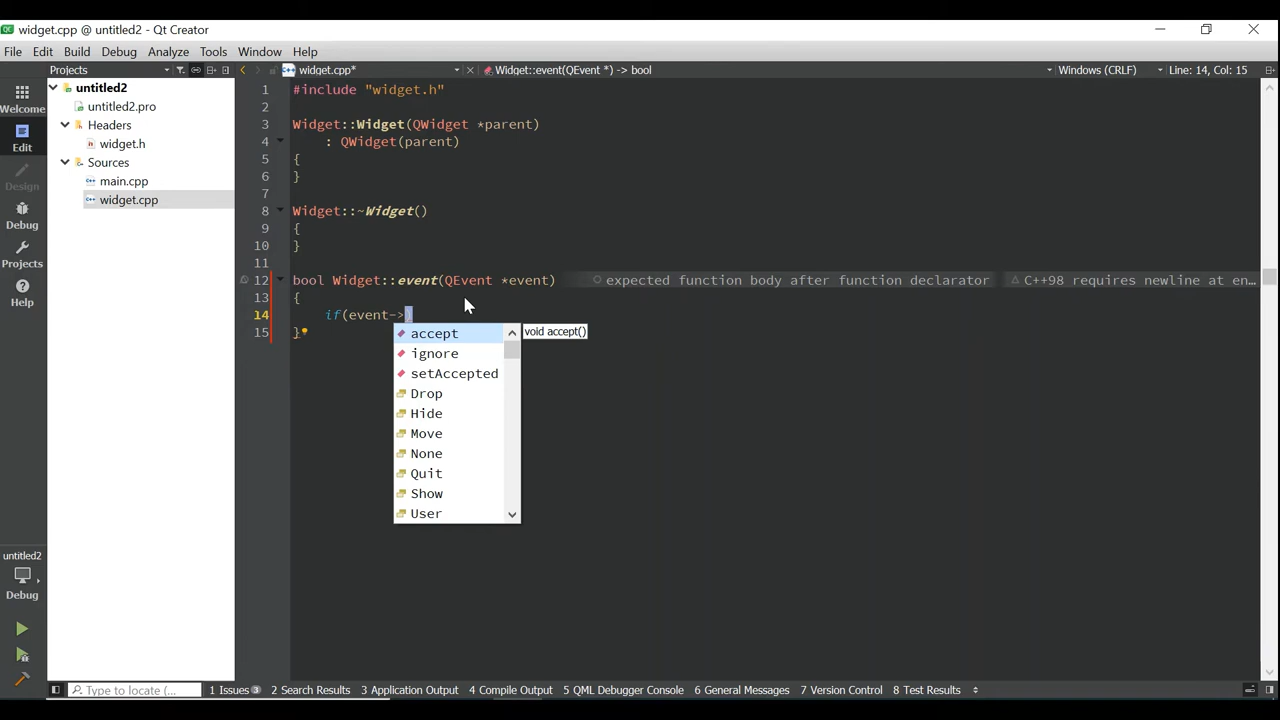 widget.cpp @ untitled2 - Qt Creator
File Edit Build Debug Analyze Tools Window Help
Projects widget.cpp* Widget::event(QEvent *) -> bool Windows (CRLF) Line: 14, Col: 15
Welcome
Edit
Design
Debug
Projects
Help
untitled2
untitled2.pro
Headers
widget.h
Sources
main.cpp
widget.cpp
1 #include "widget.h"
2
3 Widget::Widget(QWidget *parent)
4 : QWidget(parent)
5 {
6 }
7
8 Widget::~Widget()
9 {
10 }
11
12 bool Widget::event(QEvent *event) expected function body after function declarator C++98 requires newline at en…
13 {
14 if(event->)
15 }
accept void accept()
ignore
setAccepted
Drop
Hide
Move
None
Quit
Show
User
untitled2
Debug
Type to locate (... 1 Issues 3 2 Search Results 3 Application Output 4 Compile Output 5 QML Debugger Console 6 General Messages 7 Version Control 8 Test Results